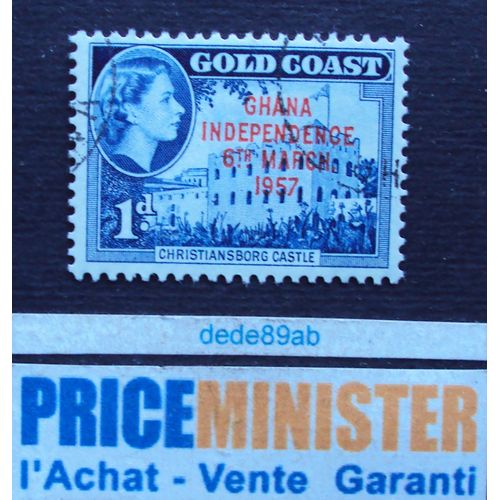 GOLD COAST
GHANA
INDEPENDENCE
6TH MARCH,
1957
1d
CHRISTIANSBORG CASTLE
dede89ab
PRICEMINISTER
l'Achat - Vente Garanti